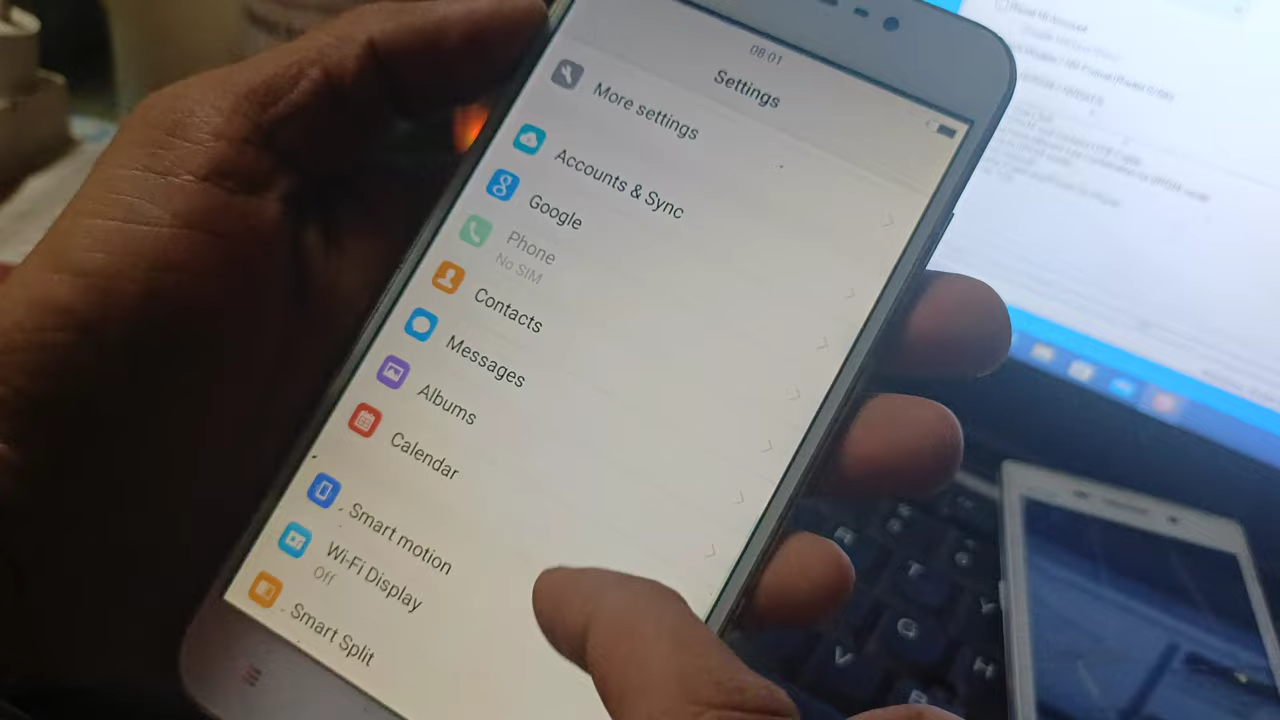 08:01
Settings
More settings
Accounts & Sync
Google
Phone
No SIM
Contacts
Messages
Albums
Calendar
Smart motion
Wi-Fi Display
Off
Smart Split
R
T
Y
G
H
V
B